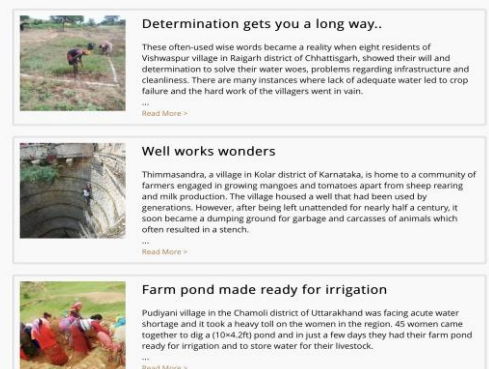 Determination gets you a long way..
These often-used wise words became a reality when eight residents of
Vishwaspur village in Raigarh district of Chhattisgarh, showed their will and
determination to solve their water woes, problems regarding infrastructure and
cleanliness. There are many instances where lack of adequate water led to crop
failure and the hard work of the villagers went in vain.
...
Read More >
Well works wonders
Thimmasandra, a village in Kolar district of Karnataka, is home to a community of
farmers engaged in growing mangoes and tomatoes apart from sheep rearing
and milk production. The village housed a well that had been used by
generations. However, after being left unattended for nearly half a century, it
soon became a dumping ground for garbage and carcasses of animals which
often resulted in a stench.
...
Read More >
Farm pond made ready for irrigation
Pudiyani village in the Chamoli district of Uttarakhand was facing acute water
shortage and it took a heavy toll on the women in the region. 45 women came
together to dig a (10×4.2ft) pond and in just a few days they had their farm pond
ready for irrigation and to store water for their livestock.
...
Read More >